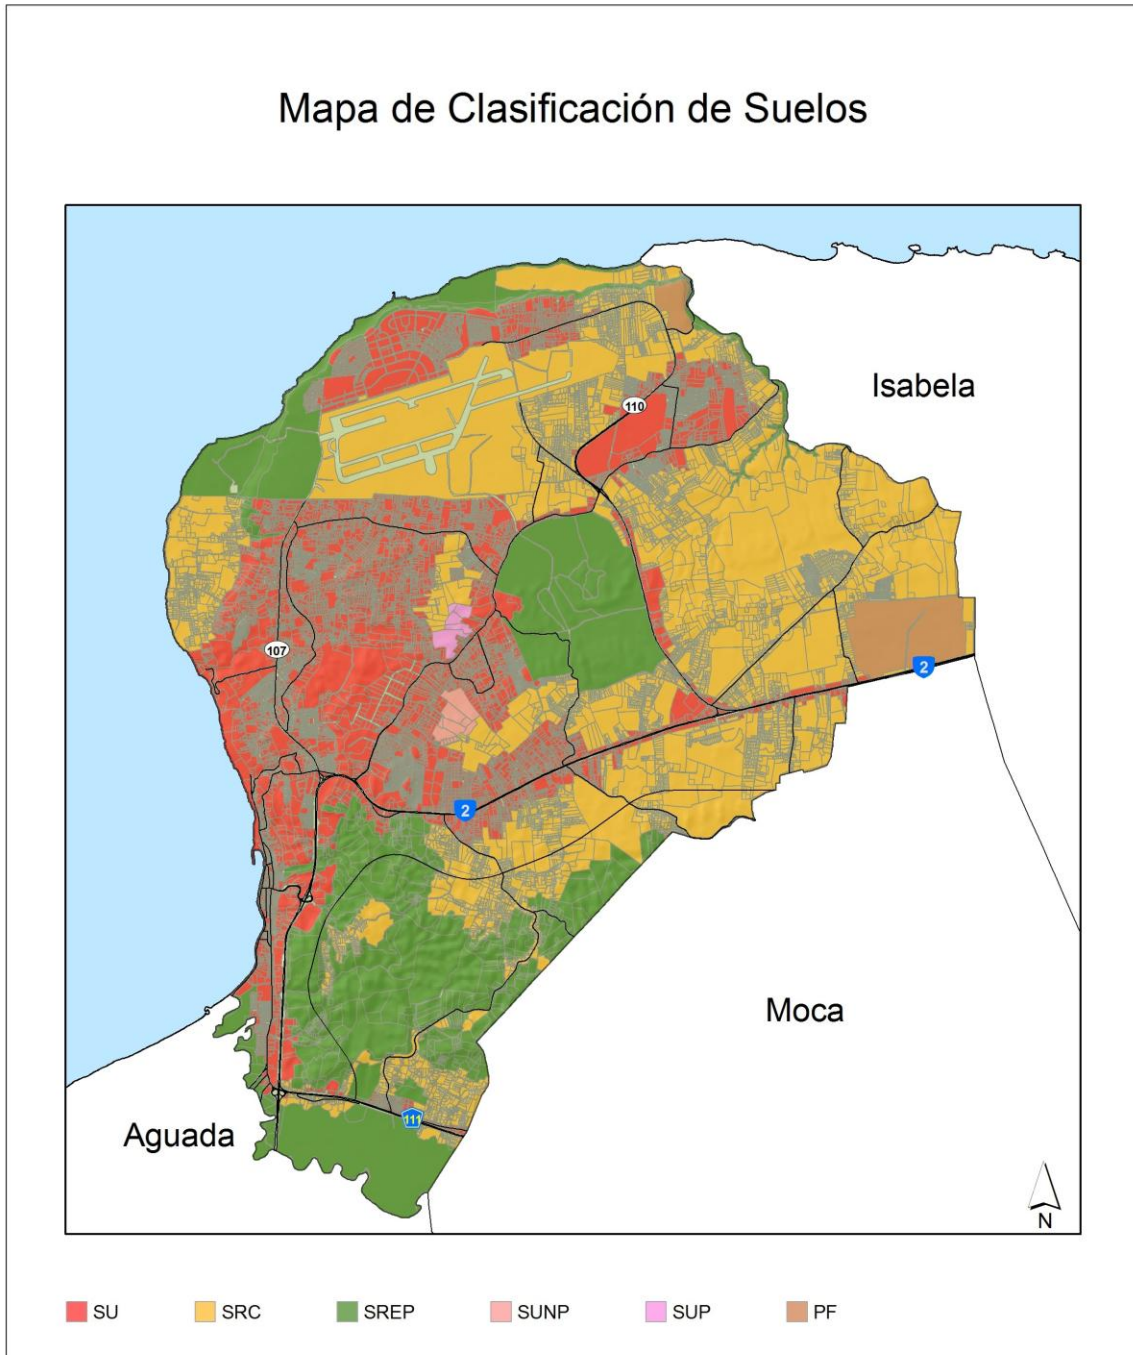 Mapa de Clasificación de Suelos
Isabela
110
107
2
2
Moca
Aguada
111
N
SU SRC SREP SUNP SUP PF